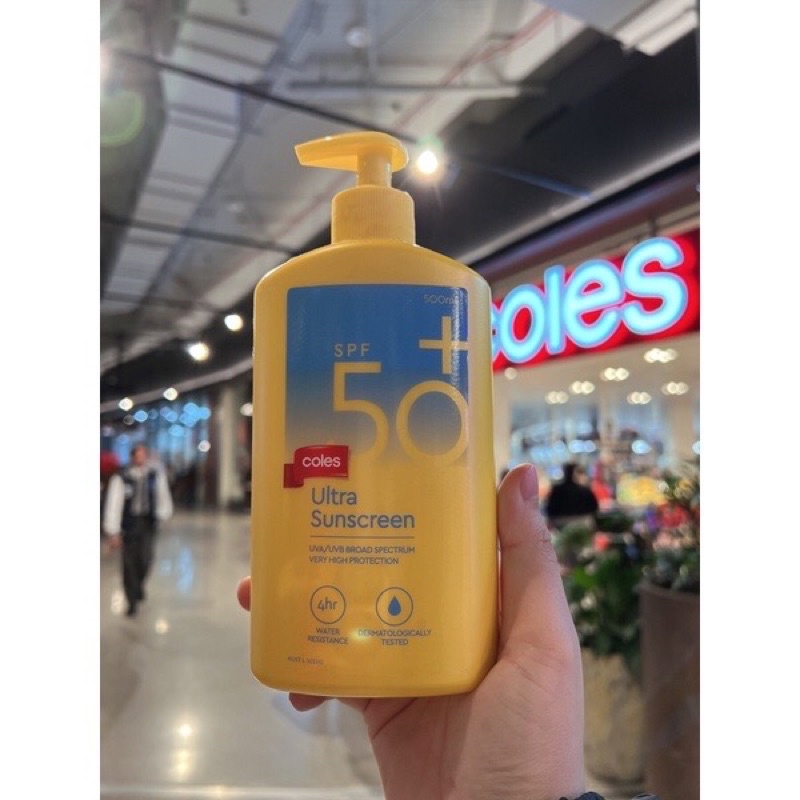 500ml
SPF
50+
coles
Ultra
Sunscreen
UVA/UVB BROAD SPECTRUM
VERY HIGH PROTECTION
4hr
WATER
RESISTANCE
DERMATOLOGICALLY
TESTED
coles